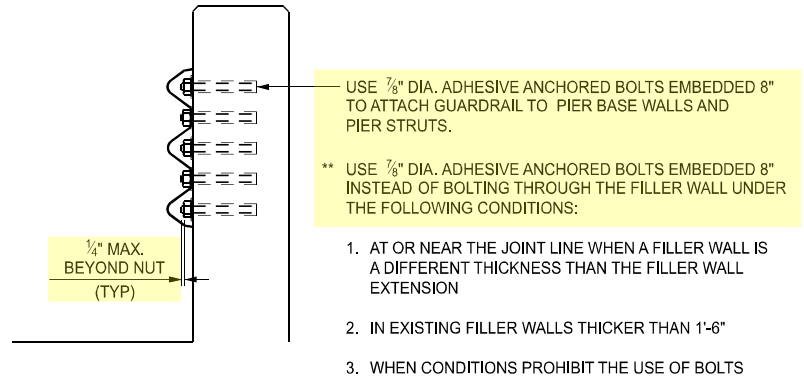 USE 7/8" DIA. ADHESIVE ANCHORED BOLTS EMBEDDED 8"
TO ATTACH GUARDRAIL TO PIER BASE WALLS AND
PIER STRUTS.
** USE 7/8" DIA. ADHESIVE ANCHORED BOLTS EMBEDDED 8"
INSTEAD OF BOLTING THROUGH THE FILLER WALL UNDER
THE FOLLOWING CONDITIONS:
1. AT OR NEAR THE JOINT LINE WHEN A FILLER WALL IS
A DIFFERENT THICKNESS THAN THE FILLER WALL
EXTENSION
2. IN EXISTING FILLER WALLS THICKER THAN 1'-6"
3. WHEN CONDITIONS PROHIBIT THE USE OF BOLTS
1/4" MAX.
BEYOND NUT
(TYP)